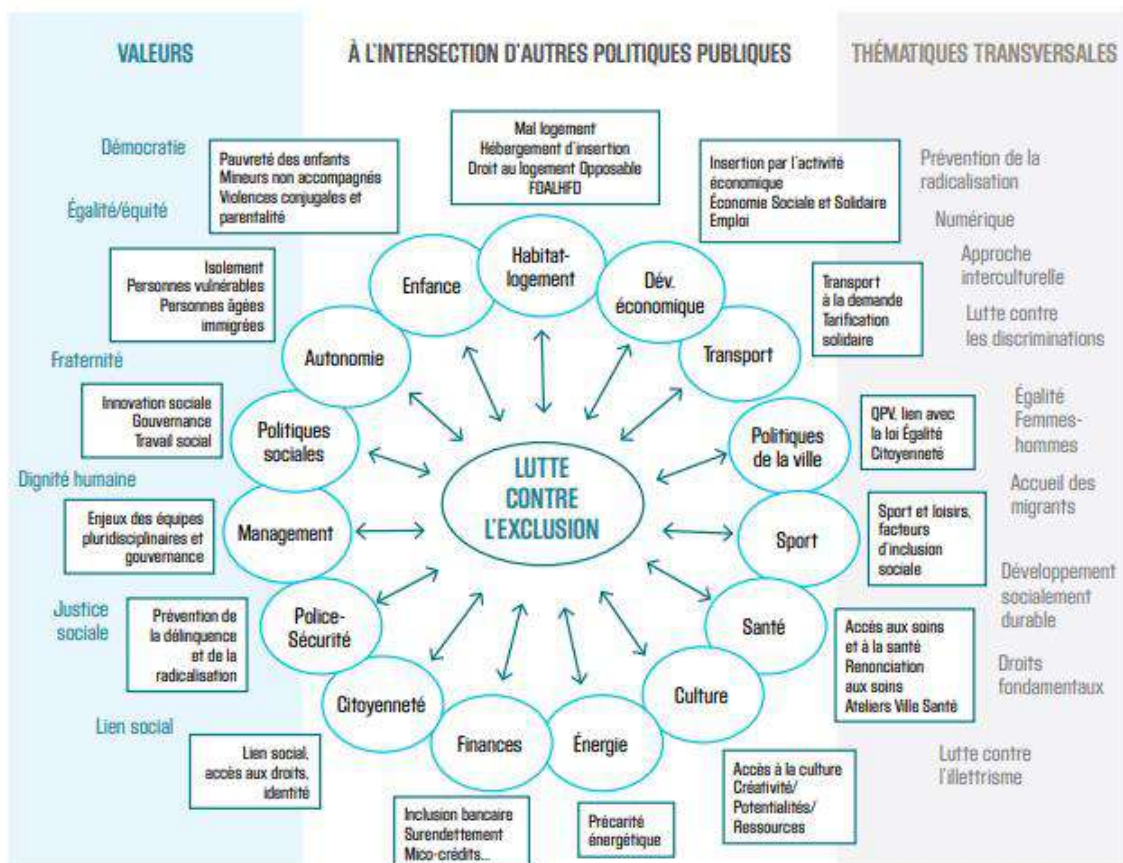 VALEURS
À L'INTERSECTION D'AUTRES POLITIQUES PUBLIQUES
THÉMATIQUES TRANSVERSALES
Démocratie
Égalité/équité
Fraternité
Dignité humaine
Justice
sociale
Lien social
Pauvreté des enfants
Mineurs non accompagnés
Violences conjugales et
parentalité
Mal logement
Hébergement d'insertion
Droit au logement Opposable
FDALHFD
Insertion par l'activité
économique
Économie Sociale et Solidaire
Emploi
Isolement
Personnes vulnérables
Personnes âgées
immigrées
Transport
à la demande
Tarification
solidaire
Innovation sociale
Gouvernance
Travail social
QPV, lien avec
la loi Égalité
Citoyenneté
Enjeux des équipes
pluridisciplinaires et
gouvernance
Sport et loisirs,
facteurs
d'inclusion
sociale
Prévention de
la délinquence
et de la
radicalisation
Accès aux soins
et à la santé
Renonciation
aux soins
Ateliers Ville Santé
Lien social,
accès aux droits,
identité
Inclusion bancaire
Surendettement
Mico-crédits...
Précarité
énergétique
Accès à la culture
Créativité/
Potentialités/
Ressources
Enfance
Habitat-
logement
Dév.
économique
Autonomie
Transport
Politiques
sociales
Politiques
de la ville
Management
Sport
Police-
Sécurité
Santé
Citoyenneté
Culture
Finances
Énergie
LUTTE
CONTRE
L'EXCLUSION
Prévention de la
radicalisation
Numérique
Approche
interculturelle
Lutte contre
les discriminations
Égalité
Femmes-
hommes
Accueil des
migrants
Développement
socialement
durable
Droits
fondamentaux
Lutte contre
l'illettrisme